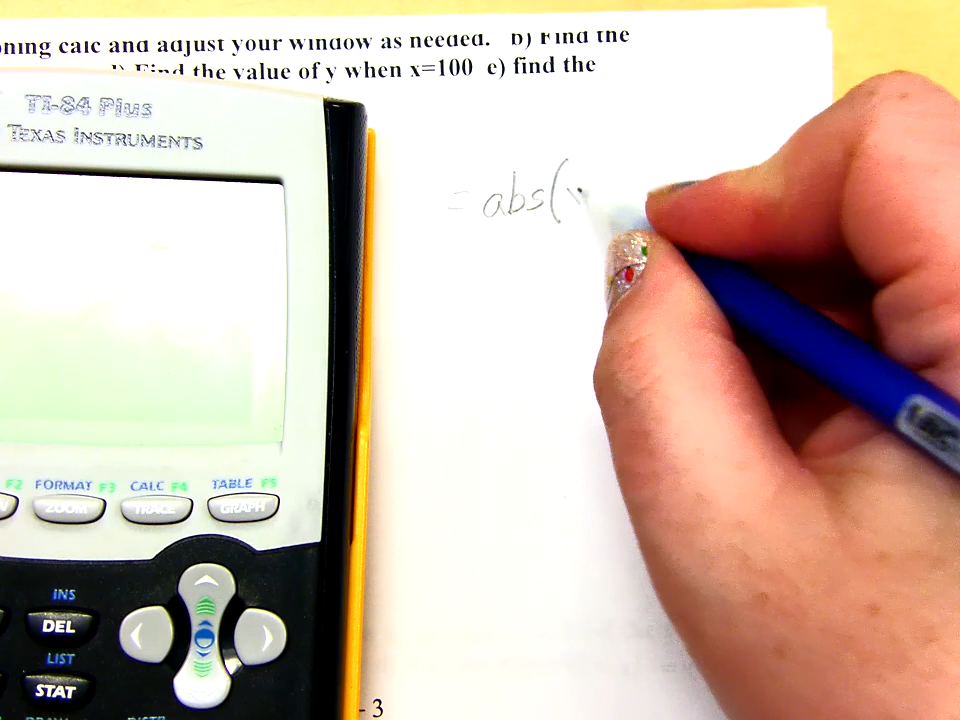 calc and adjust your window as needed. b) Find the
d) Find the value of y when x=100 e) find the
TI-84 Plus
TEXAS INSTRUMENTS
= abs(
F2 FORMAT F3 CALC F4 TABLE F5
ZOOM TRACE GRAPH
INS
DEL
LIST
STAT
- 3